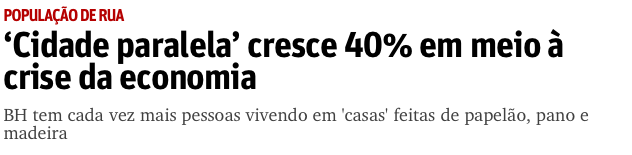 POPULAÇÃO DE RUA
‘Cidade paralela’ cresce 40% em meio à
crise da economia
BH tem cada vez mais pessoas vivendo em 'casas' feitas de papelão, pano e
madeira